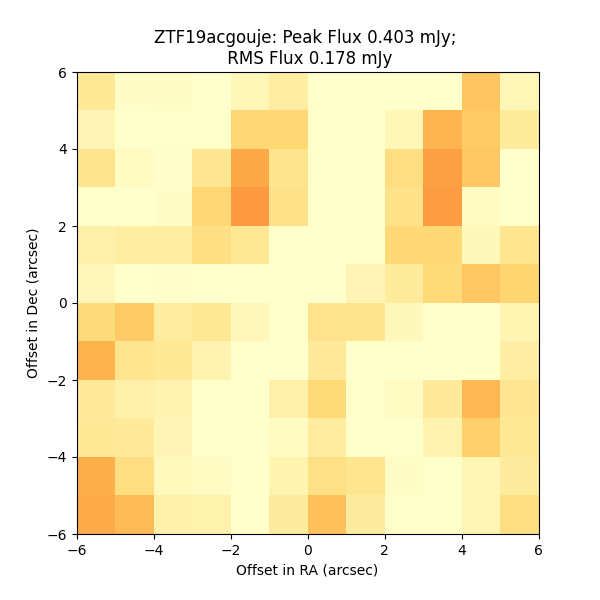 ZTF19acgouje: Peak Flux 0.403 mJy;
RMS Flux 0.178 mJy
6
4
2
0
−2
−4
−6
Offset in Dec (arcsec)
−6 −4 −2 0 2 4 6
Offset in RA (arcsec)